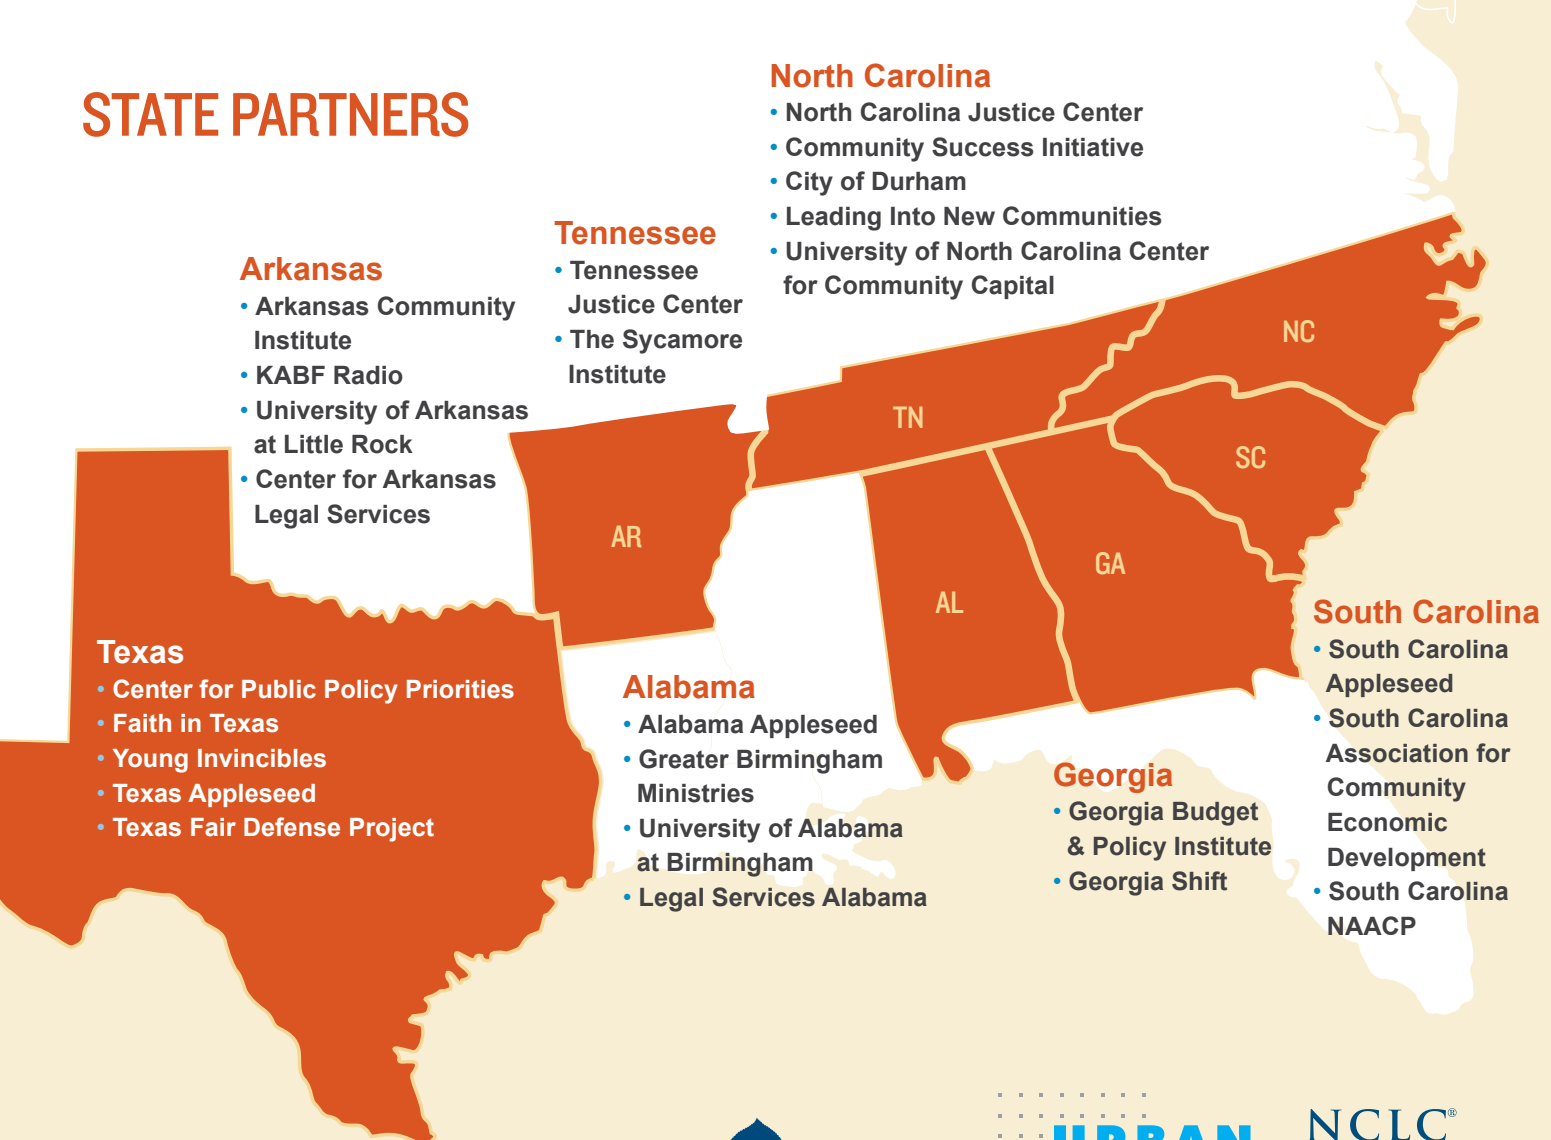 STATE PARTNERS
North Carolina
• North Carolina Justice Center
• Community Success Initiative
• City of Durham
• Leading Into New Communities
• University of North Carolina Center
for Community Capital
Tennessee
• Tennessee
Justice Center
• The Sycamore
Institute
Arkansas
• Arkansas Community
Institute
• KABF Radio
• University of Arkansas
at Little Rock
• Center for Arkansas
Legal Services
NC
TN
SC
AR
GA
AL
Texas
• Center for Public Policy Priorities
• Faith in Texas
• Young Invincibles
• Texas Appleseed
• Texas Fair Defense Project
Alabama
• Alabama Appleseed
• Greater Birmingham
Ministries
• University of Alabama
at Birmingham
• Legal Services Alabama
Georgia
• Georgia Budget
& Policy Institute
• Georgia Shift
South Carolina
• South Carolina
Appleseed
• South Carolina
Association for
Community
Economic
Development
• South Carolina
NAACP
URBAN
NCLC®